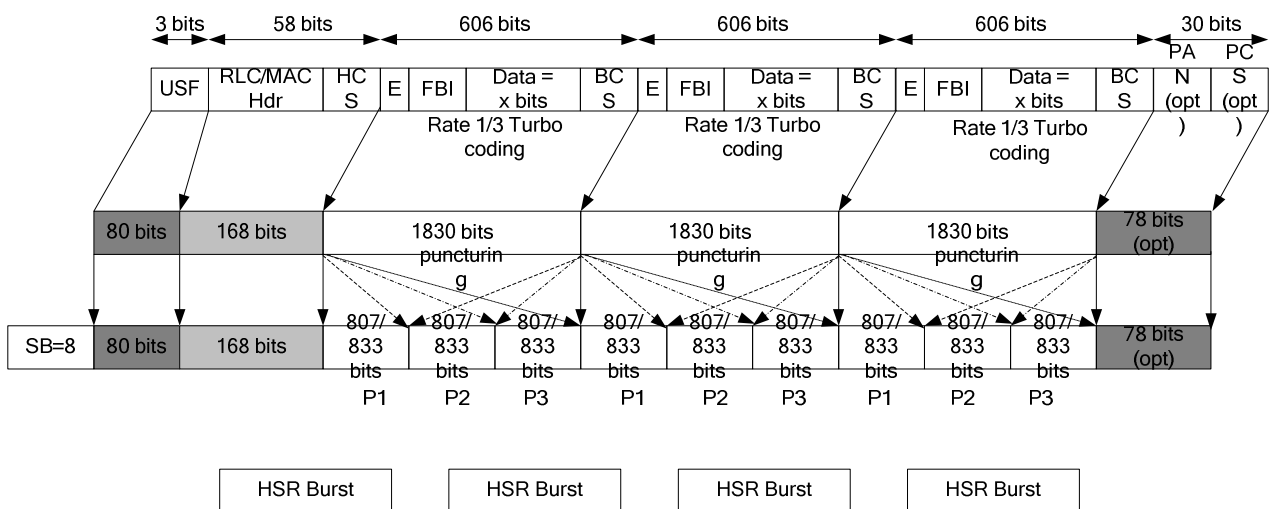 3 bits 58 bits 606 bits 606 bits 606 bits 30 bits
USF RLC/MAC Hdr HC S E FBI Data = x bits BC S E FBI Data = x bits BC S E FBI Data = x bits BC S PA N (opt ) PC S (opt )
Rate 1/3 Turbo coding Rate 1/3 Turbo coding Rate 1/3 Turbo coding
80 bits 168 bits 1830 bits puncturin g 1830 bits puncturin g 1830 bits puncturin g 78 bits (opt)
SB=8 80 bits 168 bits 807/ 833 bits 807/ 833 bits 807/ 833 bits 807/ 833 bits 807/ 833 bits 807/ 833 bits 807/ 833 bits 807/ 833 bits 807/ 833 bits 78 bits (opt)
P1 P2 P3 P1 P2 P3 P1 P2 P3
HSR Burst HSR Burst HSR Burst HSR Burst